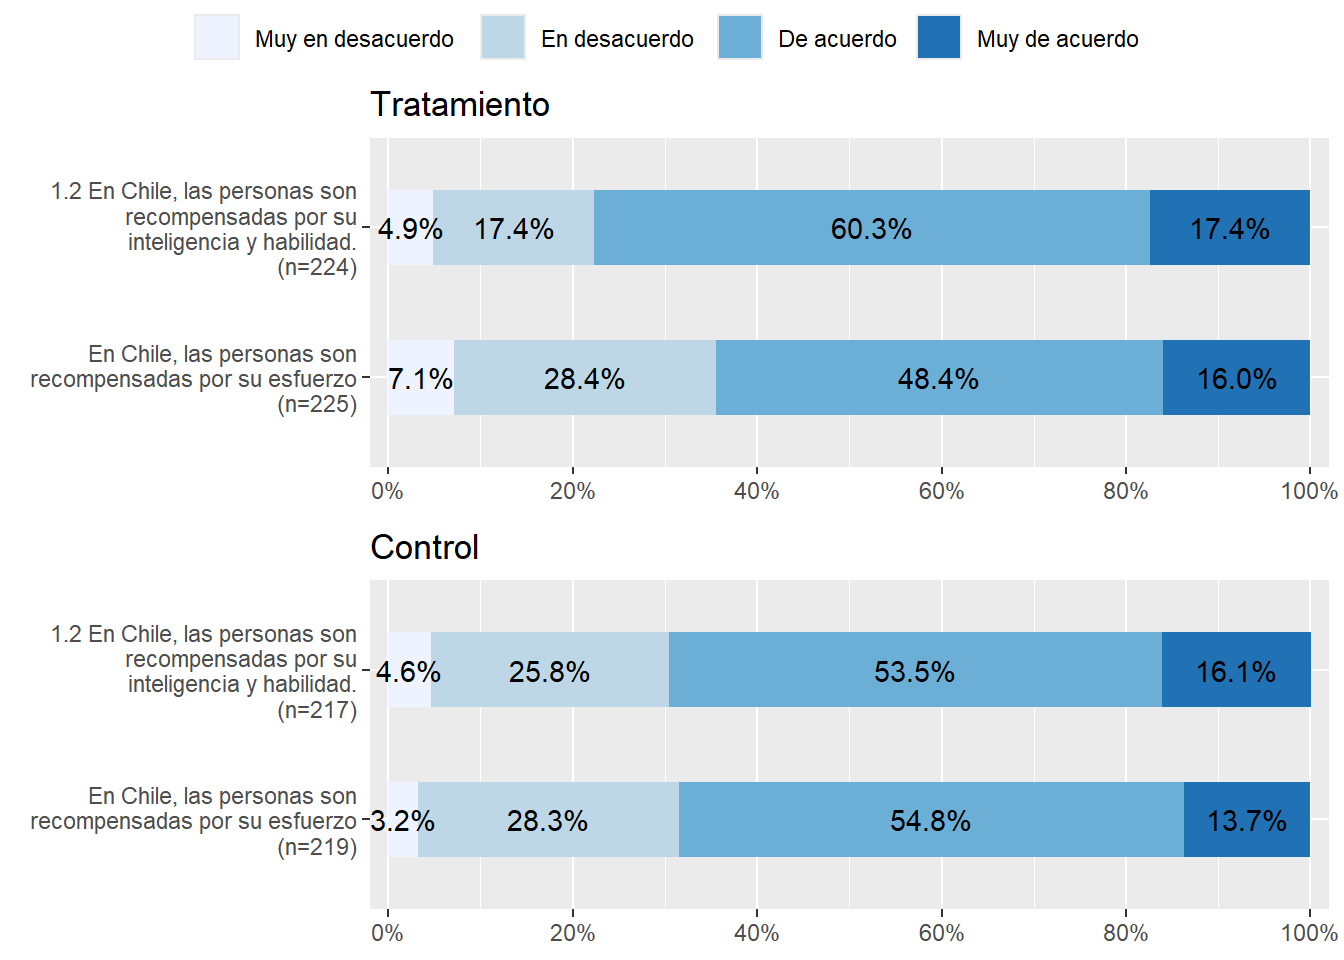 Muy en desacuerdo En desacuerdo De acuerdo Muy de acuerdo
Tratamiento
1.2 En Chile, las personas son
recompensadas por su
inteligencia y habilidad.
(n=224)
4.9% 17.4% 60.3% 17.4%
En Chile, las personas son
recompensadas por su esfuerzo
(n=225)
7.1% 28.4% 48.4% 16.0%
0% 20% 40% 60% 80% 100%
Control
1.2 En Chile, las personas son
recompensadas por su
inteligencia y habilidad.
(n=217)
4.6% 25.8% 53.5% 16.1%
En Chile, las personas son
recompensadas por su esfuerzo
(n=219)
3.2% 28.3% 54.8% 13.7%
0% 20% 40% 60% 80% 100%